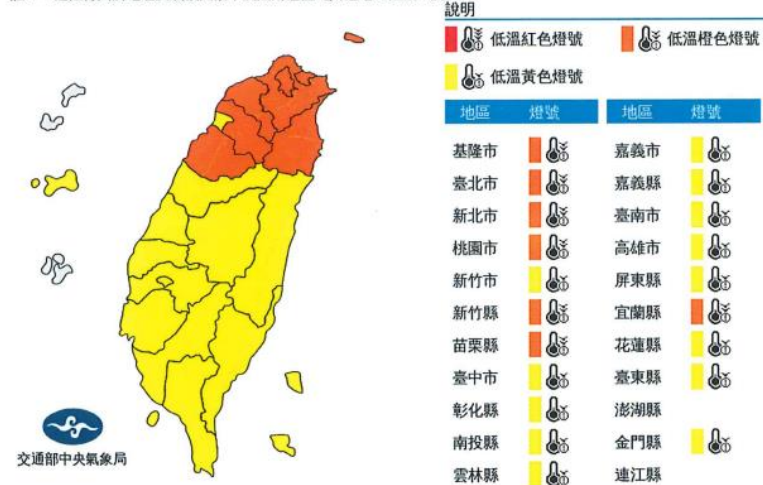 說明
低溫紅色燈號 低溫橙色燈號
低溫黃色燈號
地區 燈號 地區 燈號
基隆市 嘉義市
臺北市 嘉義縣
新北市 臺南市
桃園市 高雄市
新竹市 屏東縣
新竹縣 宜蘭縣
苗栗縣 花蓮縣
臺中市 臺東縣
彰化縣 澎湖縣
南投縣 金門縣
雲林縣 連江縣
交通部中央氣象局